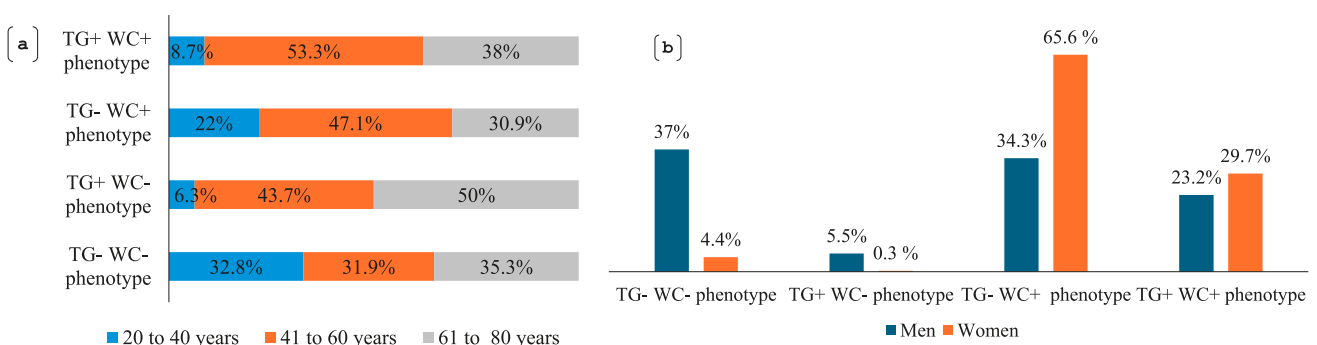 a
TG+ WC+
phenotype
8.7%
53.3%
38%
TG- WC+
phenotype
22%
47.1%
30.9%
TG+ WC-
phenotype
6.3%
43.7%
50%
TG- WC-
phenotype
32.8%
31.9%
35.3%
20 to 40 years
41 to 60 years
61 to 80 years
b
37%
4.4%
5.5%
0.3 %
34.3%
65.6 %
23.2%
29.7%
TG- WC- phenotype
TG+ WC- phenotype
TG- WC+ phenotype
TG+ WC+ phenotype
Men
Women